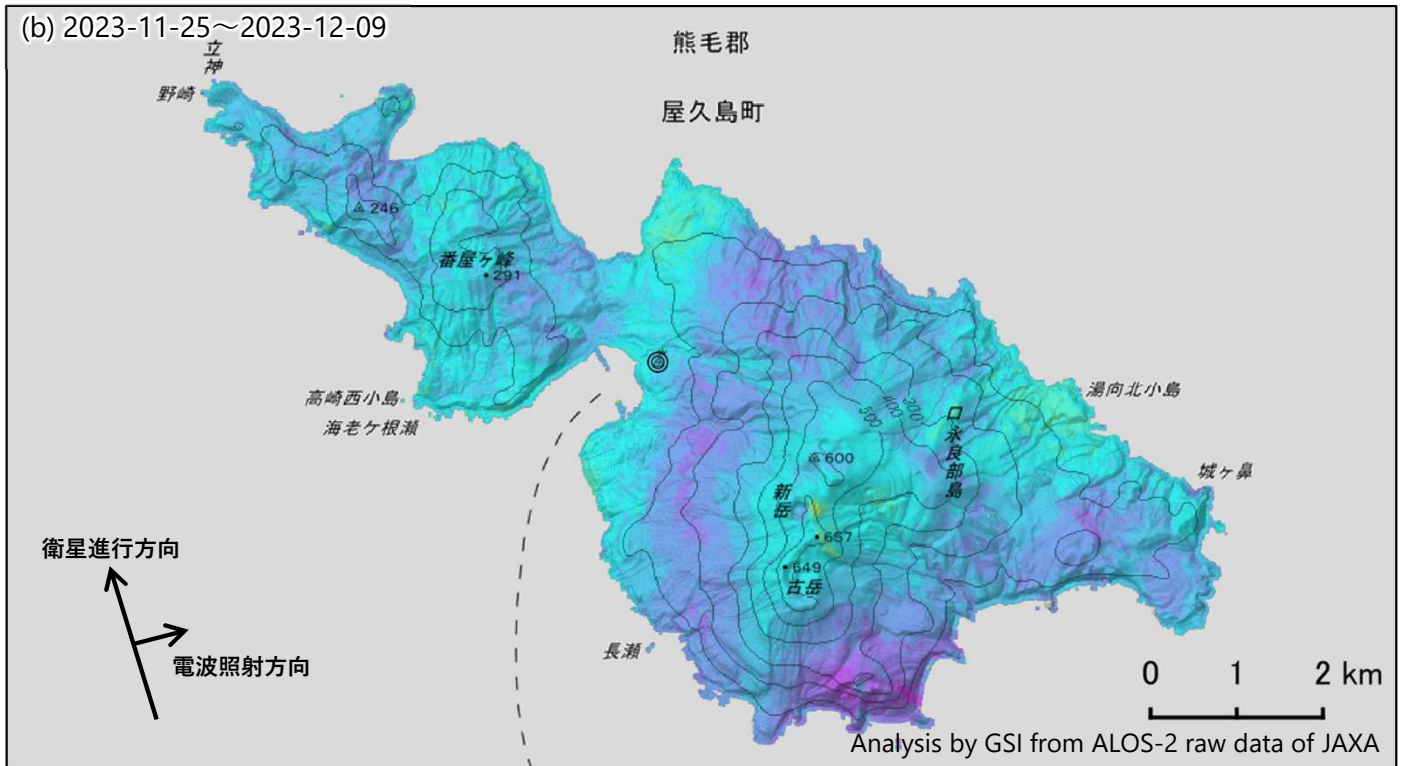 (b) 2023-11-25～2023-12-09
熊毛郡
立神
野崎
屋久島町
246
番屋ヶ峰
291
高崎西小島
海老ケ根瀬
湯向北小島
300
400
500
口永良部島
600
城ヶ鼻
新岳
657
649
古岳
長瀬
衛星進行方向
電波照射方向
0 1 2 km
Analysis by GSI from ALOS-2 raw data of JAXA